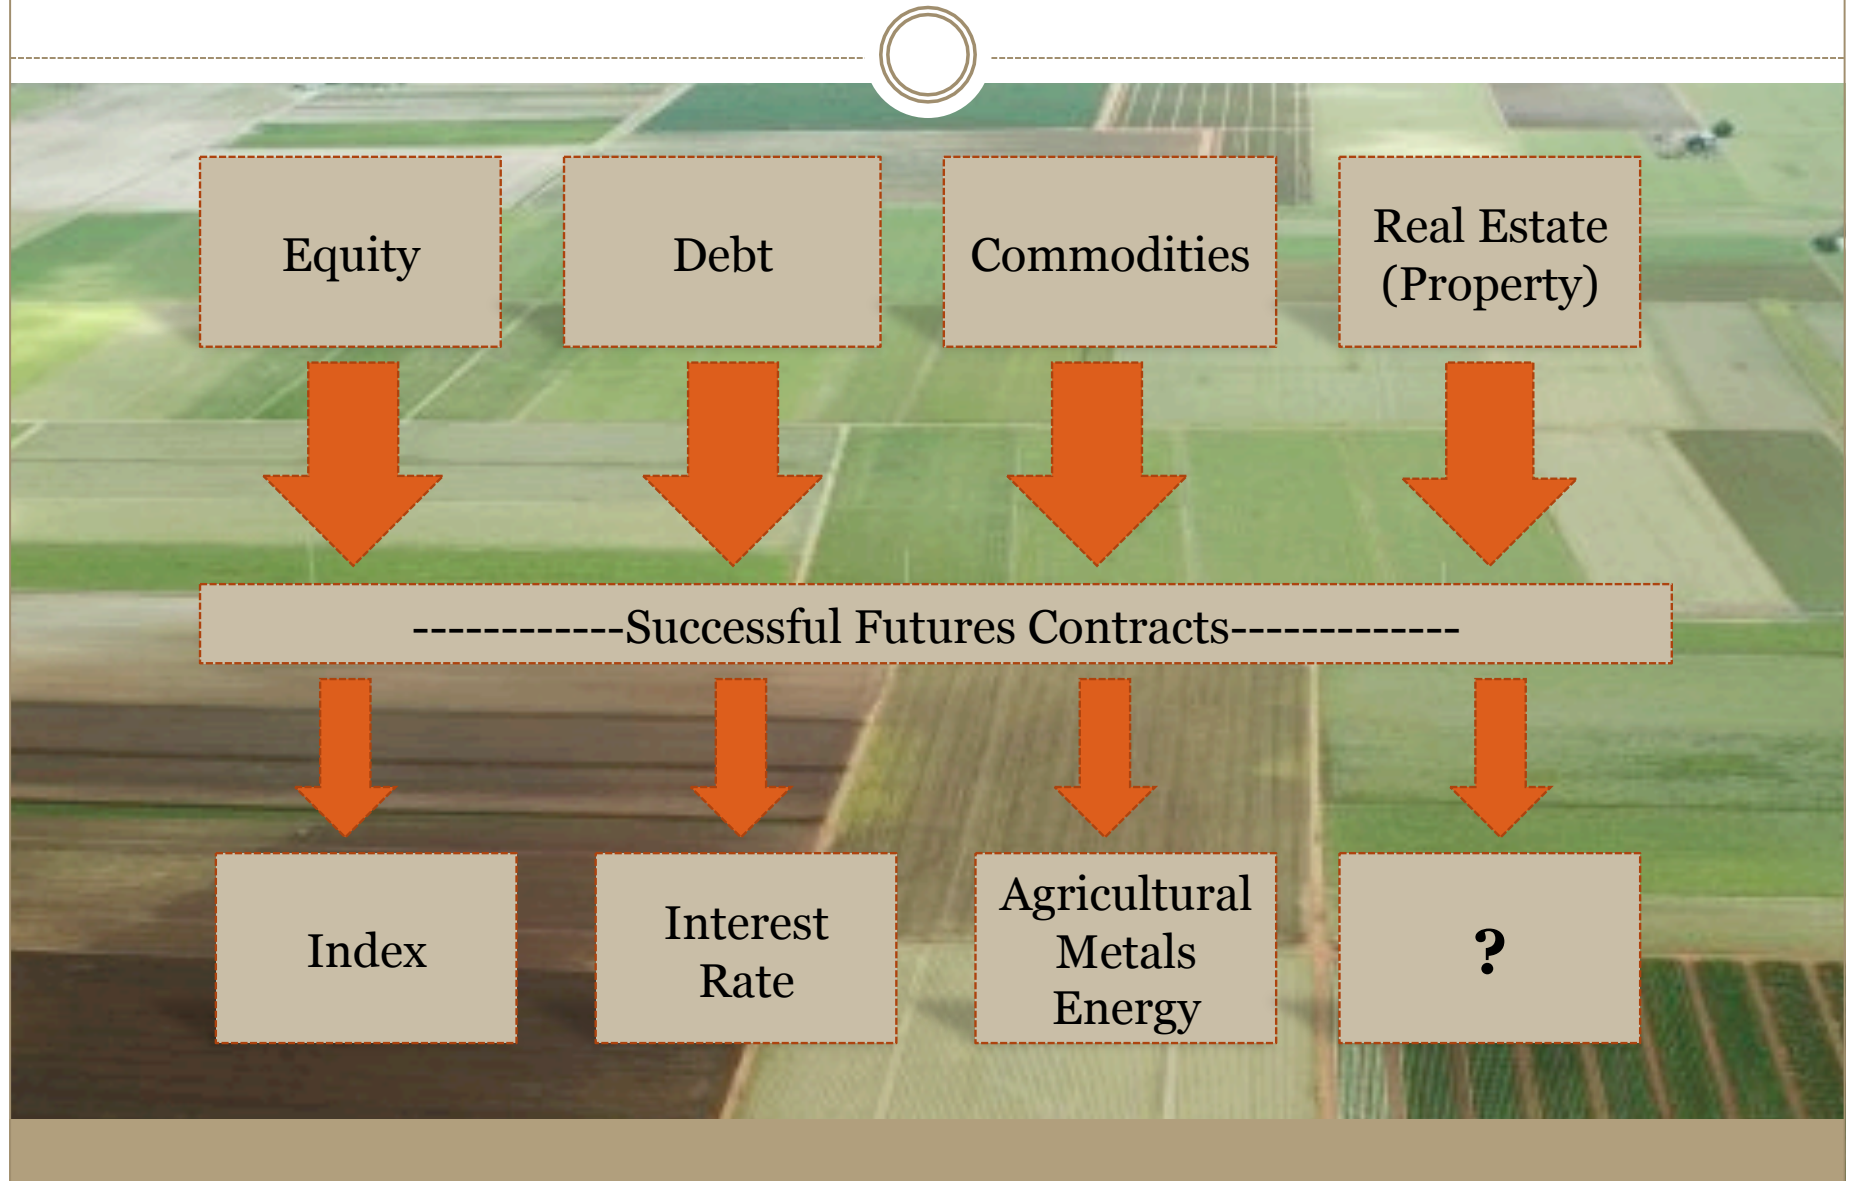 Equity
Debt
Commodities
Real Estate
(Property)
------------Successful Futures Contracts-------------
Index
Interest
Rate
Agricultural
Metals
Energy
?